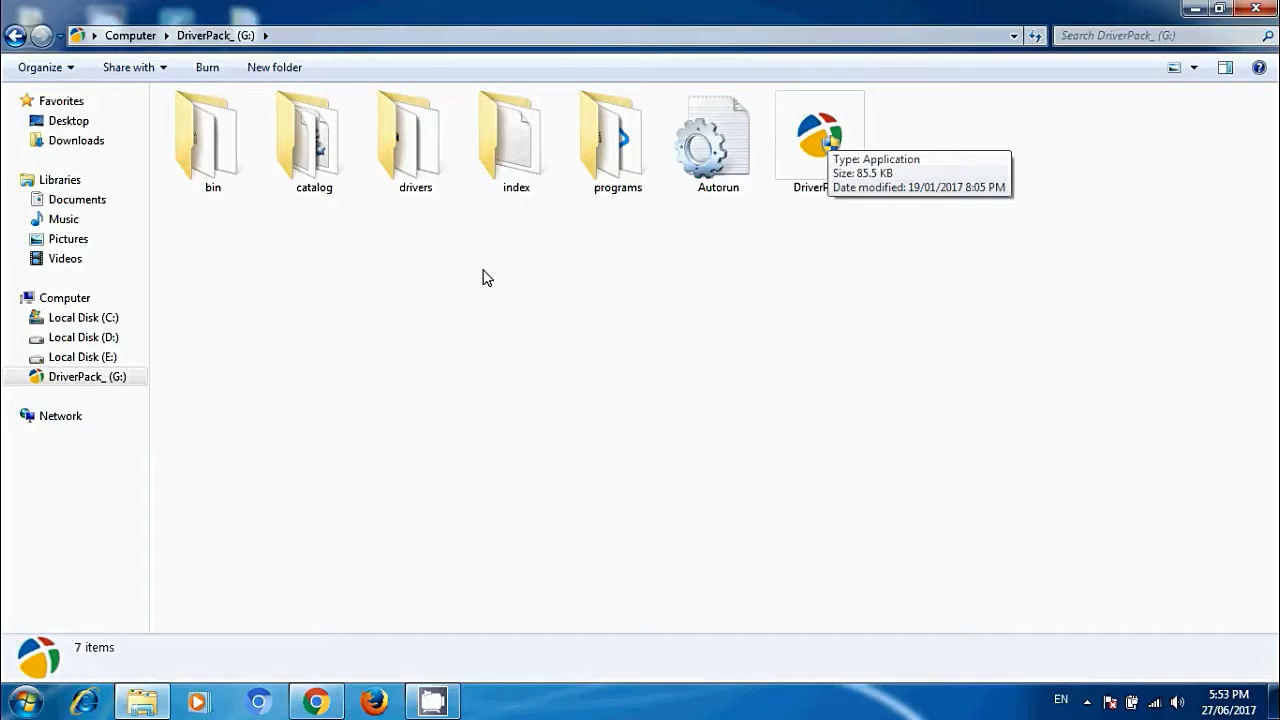 Computer
DriverPack_ (G:)
Search DriverPack_ (G:)
Organize
Share with
Burn
New folder
Favorites
Desktop
Downloads
Libraries
Documents
Music
Pictures
Videos
Computer
Local Disk (C:)
Local Disk (D:)
Local Disk (E:)
DriverPack_ (G:)
Network
bin
catalog
drivers
index
programs
Autorun
DriverP
Type: Application
Size: 85.5 KB
Date modified: 19/01/2017 8:05 PM
7 items
EN
5:53 PM
27/06/2017